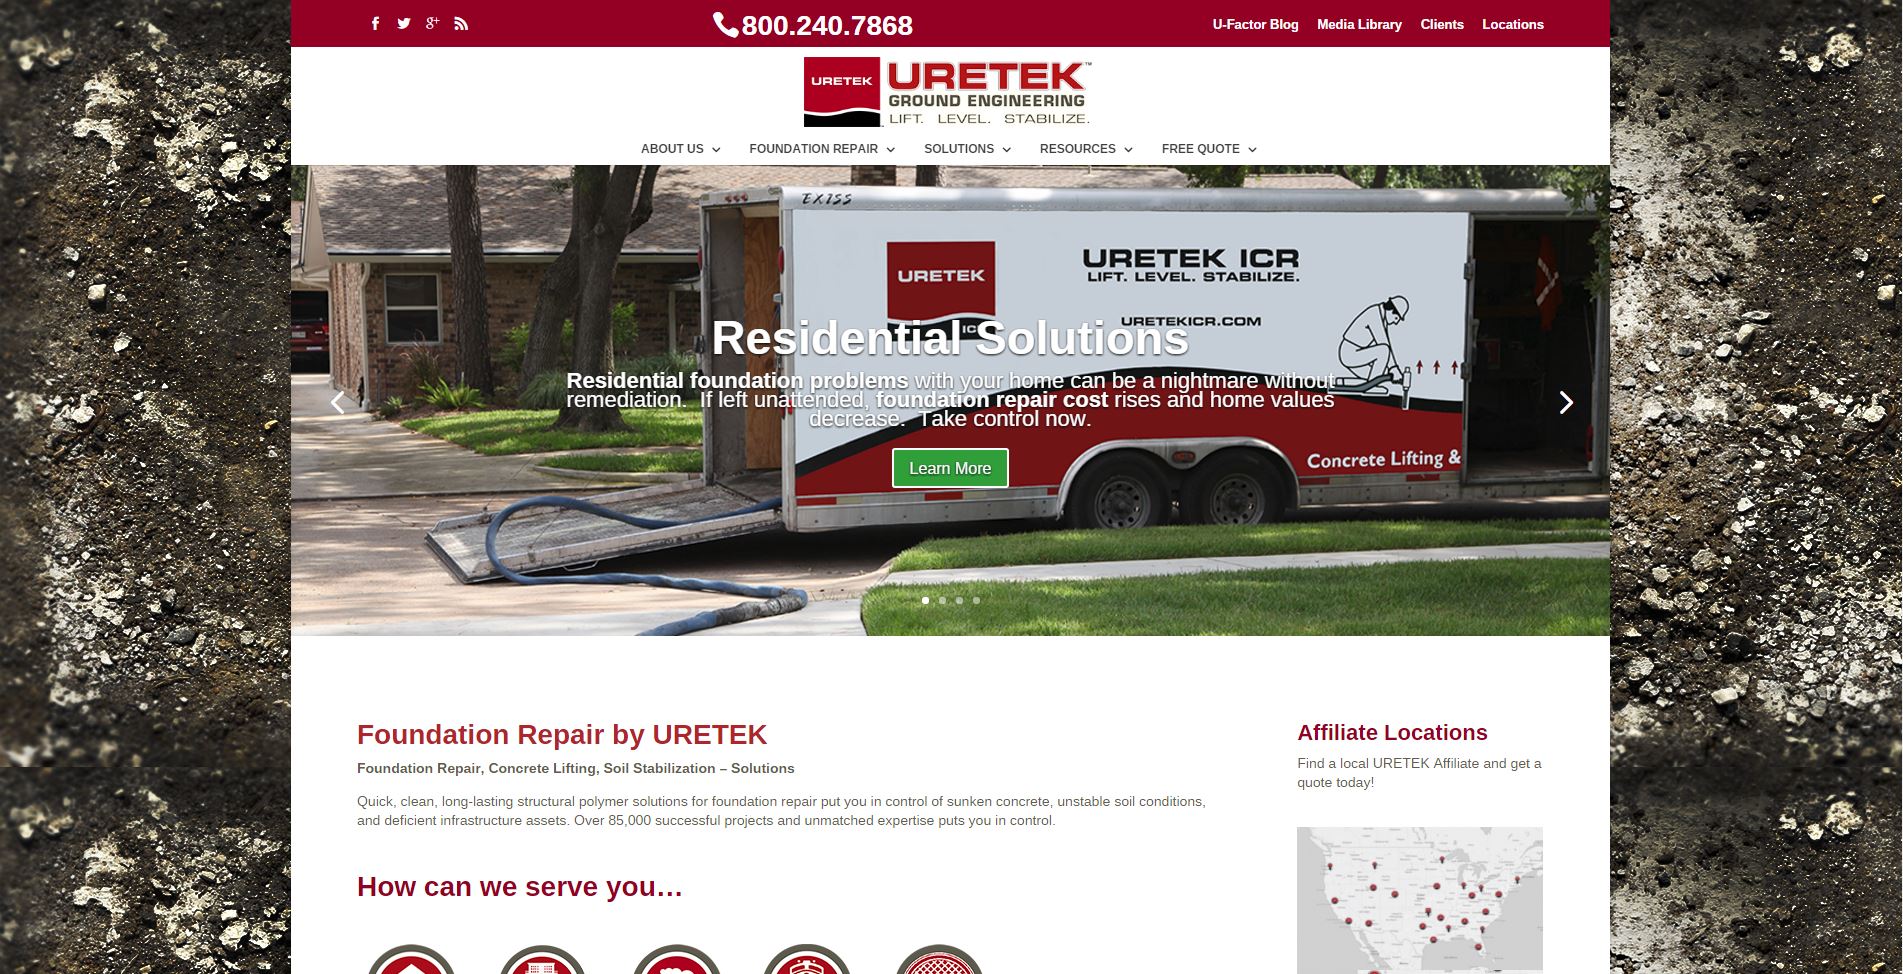 800.240.7868
U-Factor Blog Media Library Clients Locations
URETEK
URETEK™
GROUND ENGINEERING
LIFT. LEVEL. STABILIZE.
ABOUT US FOUNDATION REPAIR SOLUTIONS RESOURCES FREE QUOTE
EXISS
URETEK
ICR
URETEK ICR
LIFT. LEVEL. STABILIZE.
URETEKICR.COM
Residential Solutions
Residential foundation problems with your home can be a nightmare without
remediation. If left unattended, foundation repair cost rises and home values
decrease. Take control now.
Learn More
Concrete Lifting &
Foundation Repair by URETEK
Foundation Repair, Concrete Lifting, Soil Stabilization – Solutions
Quick, clean, long-lasting structural polymer solutions for foundation repair put you in control of sunken concrete, unstable soil conditions,
and deficient infrastructure assets. Over 85,000 successful projects and unmatched expertise puts you in control.
How can we serve you…
Affiliate Locations
Find a local URETEK Affiliate and get a
quote today!